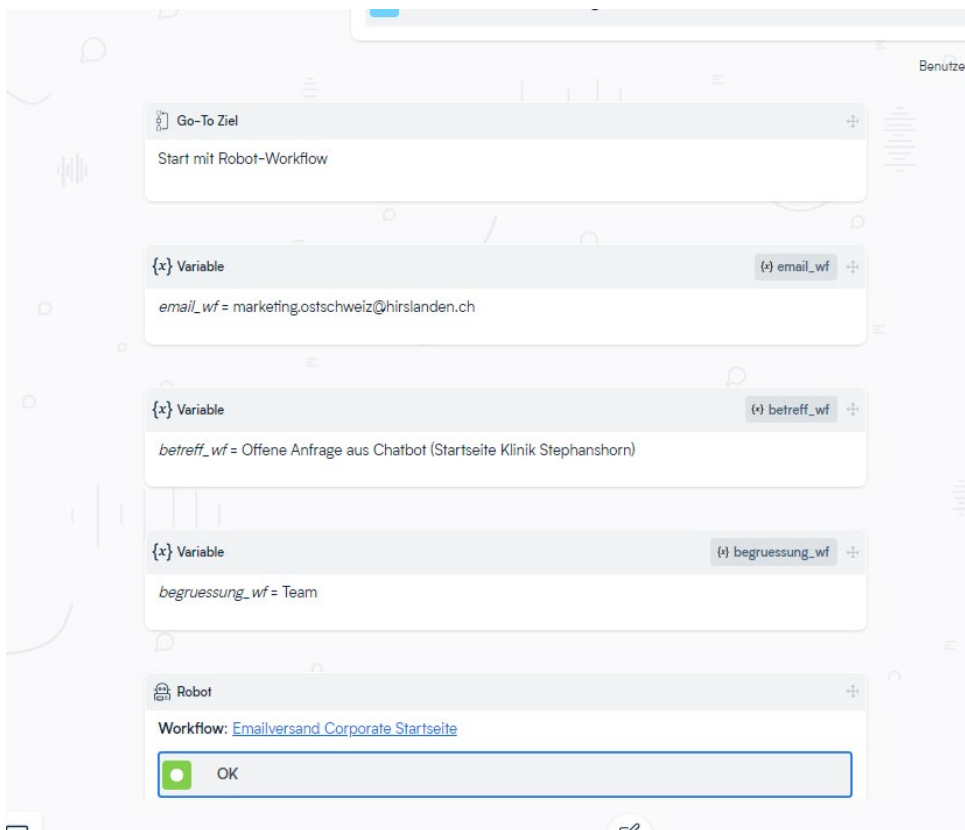 Benutze
Go-To Ziel
Start mit Robot-Workflow
{x} Variable
{x} email_wf
email_wf = marketing.ostschweiz@hirslanden.ch
{x} Variable
{x} betreff_wf
betreff_wf = Offene Anfrage aus Chatbot (Startseite Klinik Stephanshorn)
{x} Variable
{x} begruessung_wf
begruessung_wf = Team
Robot
Workflow: Emailversand Corporate Startseite
OK